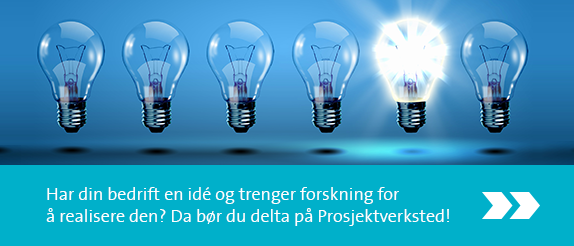 Har din bedrift en idé og trenger forskning for
å realisere den? Da bør du delta på Prosjektverksted!